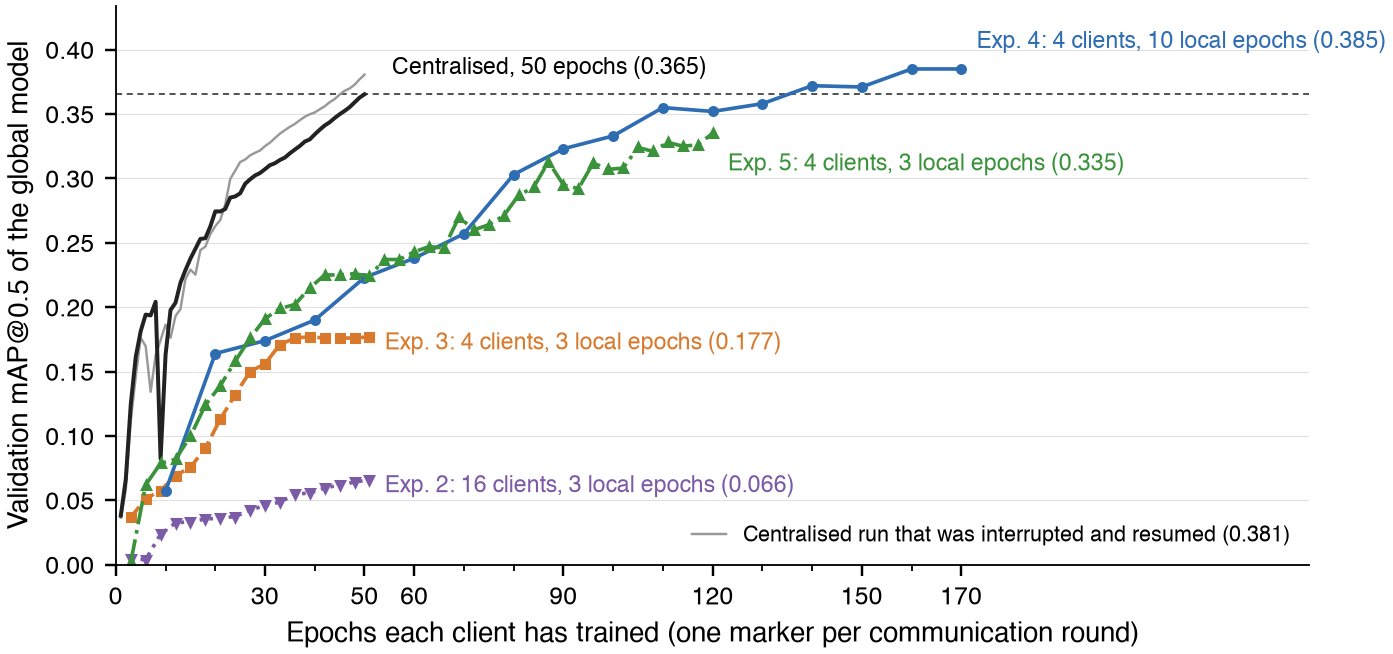 Validation mAP@0.5 of the global model
0.40
0.35
0.30
0.25
0.20
0.15
0.10
0.05
0.00
Exp. 4: 4 clients, 10 local epochs (0.385)
Centralised, 50 epochs (0.365)
Exp. 5: 4 clients, 3 local epochs (0.335)
Exp. 3: 4 clients, 3 local epochs (0.177)
Exp. 2: 16 clients, 3 local epochs (0.066)
Centralised run that was interrupted and resumed (0.381)
0 30 50 60 90 120 150 170
Epochs each client has trained (one marker per communication round)